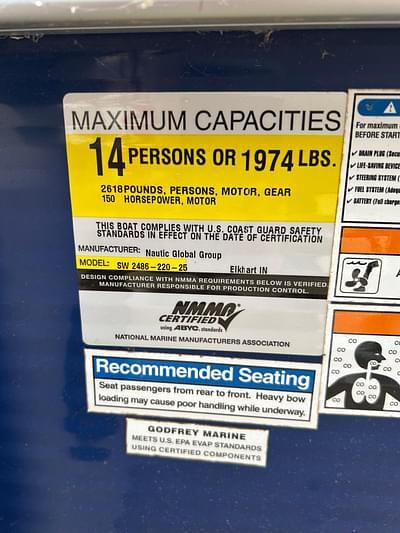 MAXIMUM CAPACITIES
14 PERSONS OR 1974 LBS.
2618 POUNDS, PERSONS, MOTOR, GEAR
150 HORSEPOWER, MOTOR
THIS BOAT COMPLIES WITH U.S. COAST GUARD SAFETY
STANDARDS IN EFFECT ON THE DATE OF CERTIFICATION
MANUFACTURER: Nautic Global Group
MODEL: SW 2486-220-25 Elkhart IN
DESIGN COMPLIANCE WITH NMMA REQUIREMENTS BELOW IS VERIFIED.
MANUFACTURER RESPONSIBLE FOR PRODUCTION CONTROL.
NMMA
CERTIFIED
using ABYC. standards
NATIONAL MARINE MANUFACTURERS ASSOCIATION
Recommended Seating
Seat passengers from rear to front. Heavy bow
loading may cause poor handling while underway.
GODFREY MARINE
MEETS U.S. EPA EVAP STANDARDS
USING CERTIFIED COMPONENTS
For maximum
BEFORE START
DRAIN PLUG (Secu
LIFE-SAVING DEVICE
STEERING SYSTEM (
FUEL SYSTEM (Adequ
BATTERY (Full charge
A